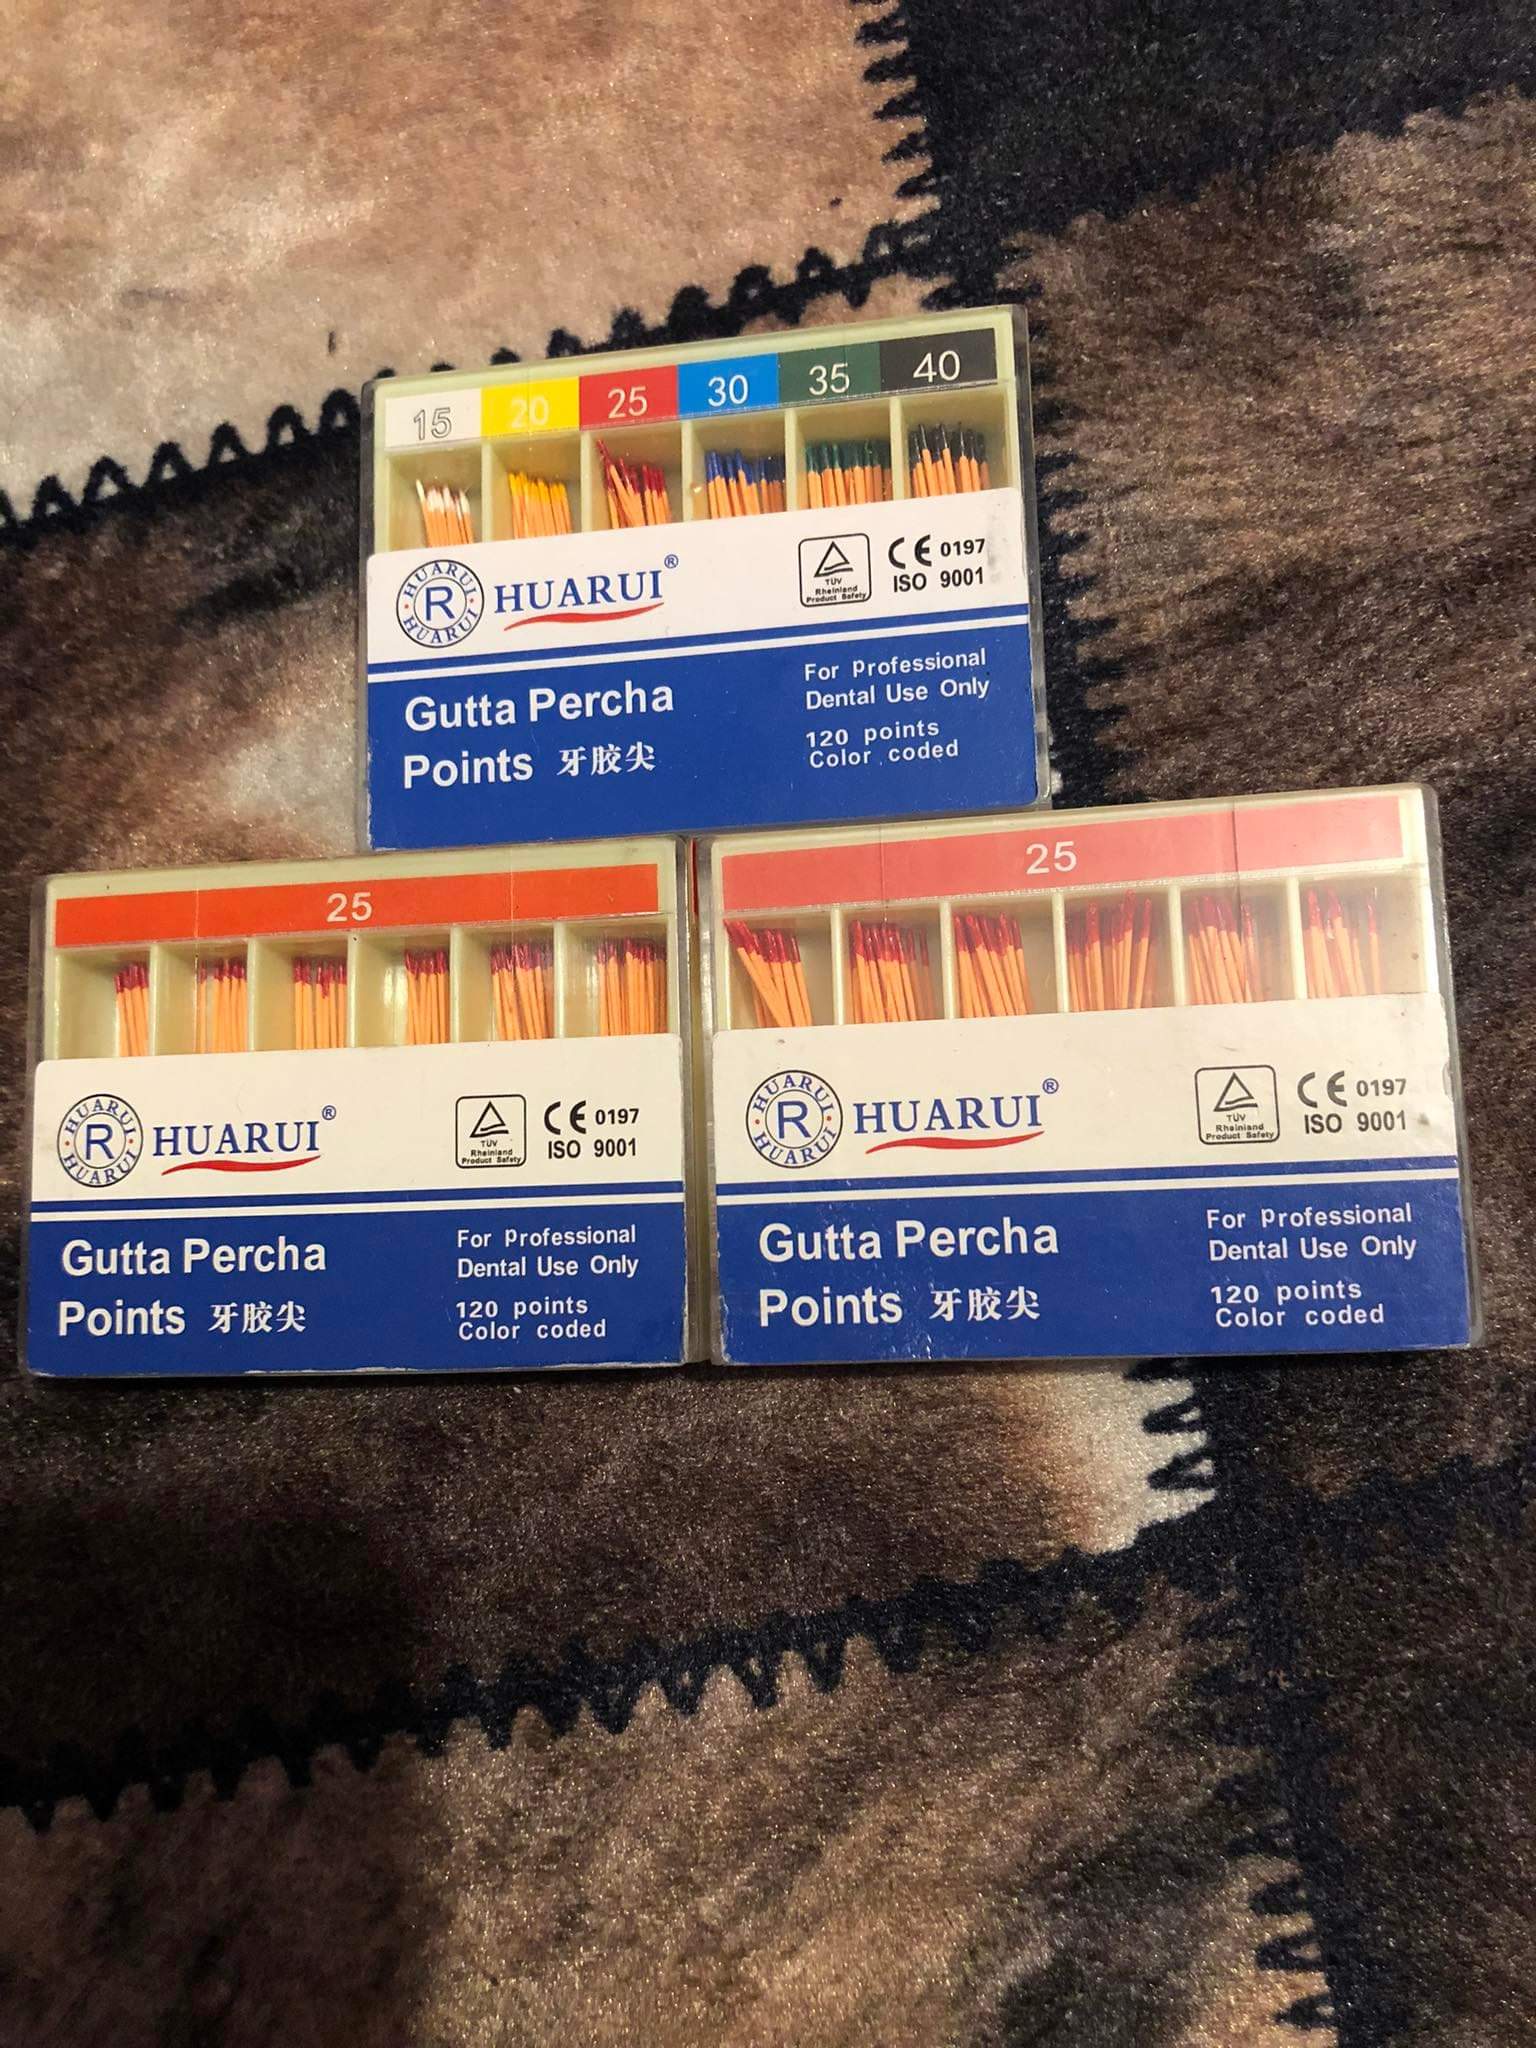 15 20 25 30 35 40
HUARUI R HUARUI
HUARUI®
TÜV
Rheinland
Product Safety
CE 0197
ISO 9001
Gutta Percha
Points 牙胶尖
For Professional
Dental Use Only
120 points
Color coded
25
HUARUI R HUARUI
HUARUI®
TÜV
Rheinland
Product Safety
CE 0197
ISO 9001
Gutta Percha
Points 牙胶尖
For Professional
Dental Use Only
120 points
Color coded
25
HUARUI R HUARUI
HUARUI®
TÜV
Rheinland
Product Safety
CE 0197
ISO 9001
Gutta Percha
Points 牙胶尖
For Professional
Dental Use Only
120 points
Color coded